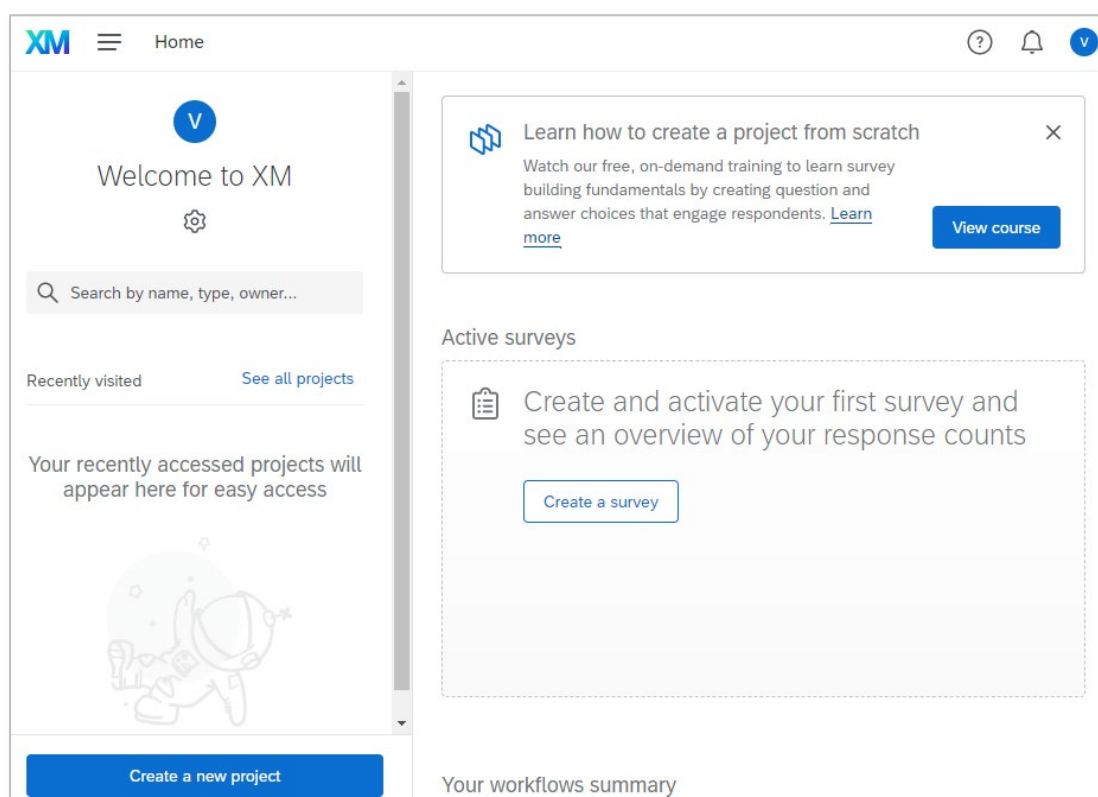 XM Home
V
V
Welcome to XM
Search by name, type, owner...
Recently visited See all projects
Your recently accessed projects will
appear here for easy access
Create a new project
Learn how to create a project from scratch
Watch our free, on-demand training to learn survey
building fundamentals by creating question and
answer choices that engage respondents. Learn
more
View course
Active surveys
Create and activate your first survey and
see an overview of your response counts
Create a survey
Your workflows summary